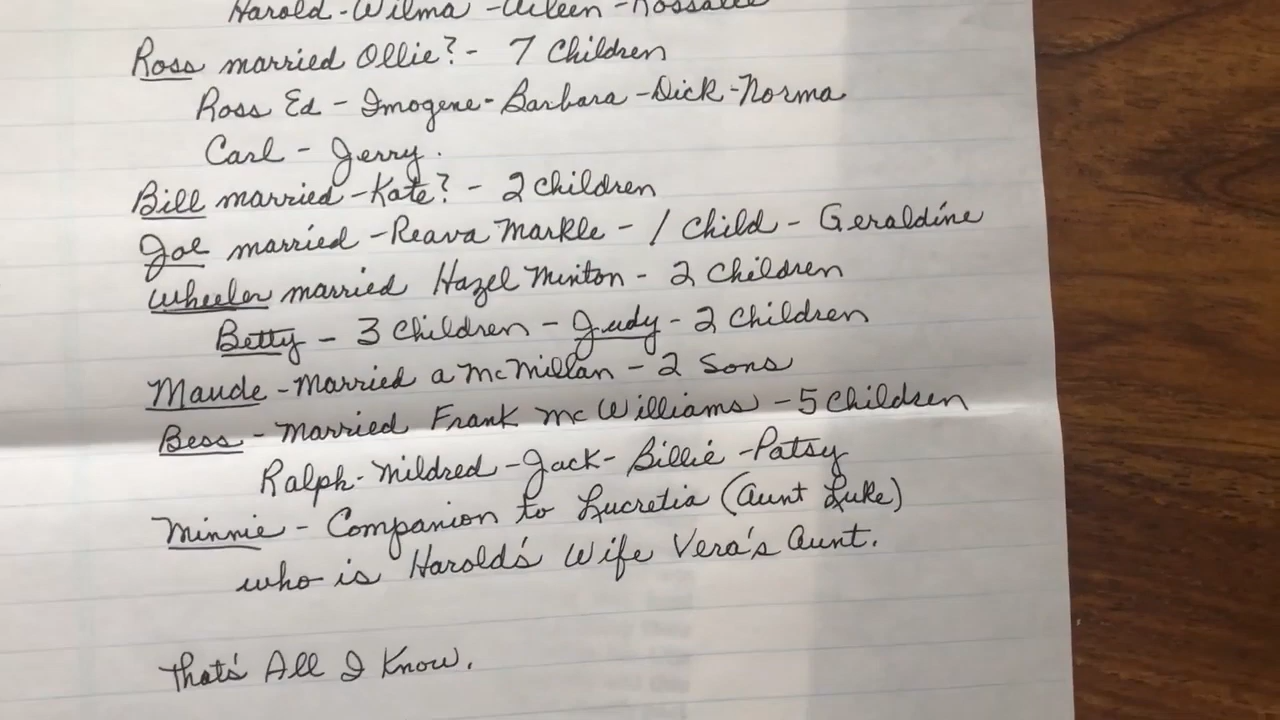 Harold - Wilma - Aileen - Rossalee
Ross married Ollie? - 7 Children
Ross Ed - Imogene - Barbara - Dick - Norma
Carl - Jerry.
Bill married - Kate? - 2 Children
Joe married - Reava Markle - 1 Child - Geraldine
Wheeler married Hazel Minton - 2 Children
Betty - 3 Children - Judy - 2 Children
Maude - Married a McMillan - 2 Sons
Bess - Married Frank McWilliams - 5 Children
Ralph - Mildred - Jack - Billie - Patsy
Minnie - Companion to Lucretia (Aunt Luke)
who is Harold's Wife Vera's Aunt.
That's All I Know.